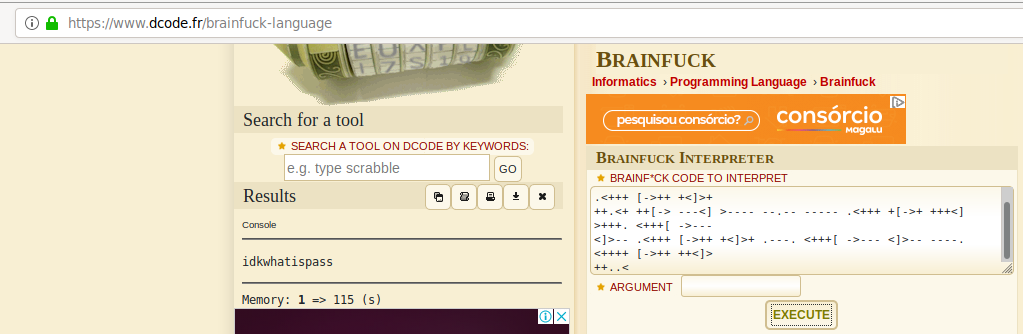 https://www.dcode.fr/brainfuck-language
Search for a tool
★ SEARCH A TOOL ON DCODE BY KEYWORDS:
e.g. type scrabble
GO
Results
Console
idkwhatispass
Memory: 1 => 115 (s)
BRAINFUCK
Informatics › Programming Language › Brainfuck
pesquisou consórcio?
consórcio
MAGALU
BRAINFUCK INTERPRETER
★ BRAINF*CK CODE TO INTERPRET
.<+++ [->++ +<]>+
++.<+ ++[-> ---<] >---- --.-- ----- .<+++ +[->+ +++<]
>+++. <+++[ ->---
<]>-- .<+++ [->++ +<]>+ .---. <+++[ ->--- <]>-- ----.
<++++ [->++ ++<]>
++..<
★ ARGUMENT
EXECUTE